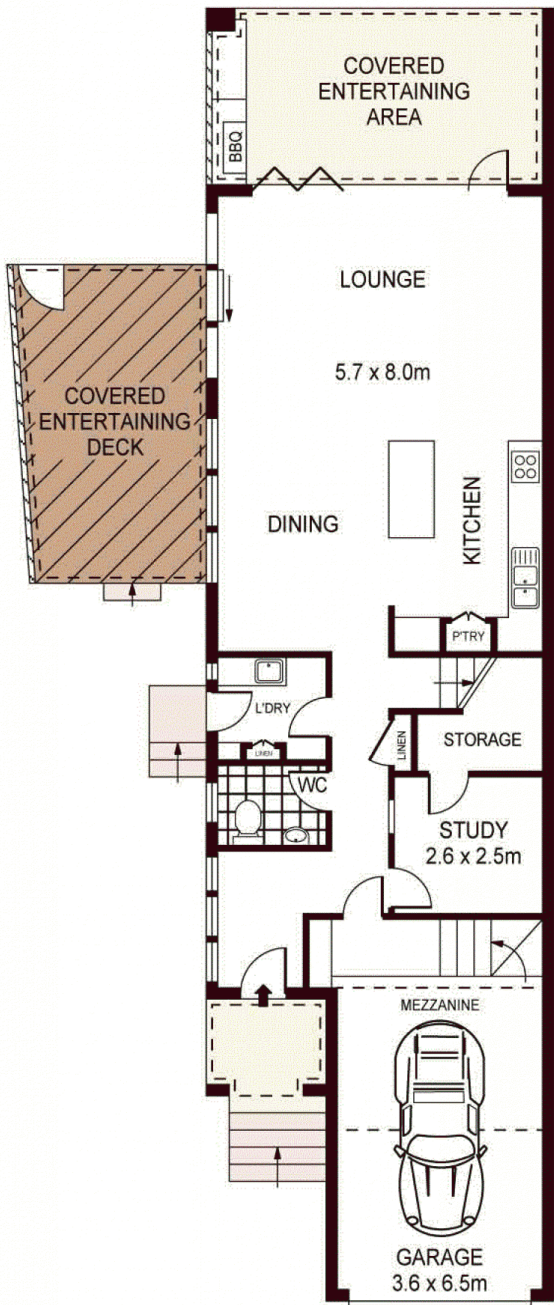 COVERED
ENTERTAINING
AREA
BBQ
LOUNGE
5.7 x 8.0m
COVERED
ENTERTAINING
DECK
DINING
KITCHEN
P'TRY
L'DRY
LINEN
LINEN
STORAGE
WC
STUDY
2.6 x 2.5m
MEZZANINE
GARAGE
3.6 x 6.5m